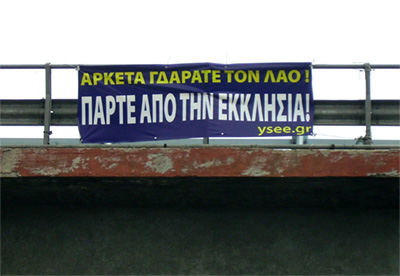 ΑΡΚΕΤΑ ΓΔΑΡΑΤΕ ΤΟΝ ΛΑΟ !
ΠΑΡΤΕ ΑΠΟ ΤΗΝ ΕΚΚΛΗΣΙΑ!
ysee.gr